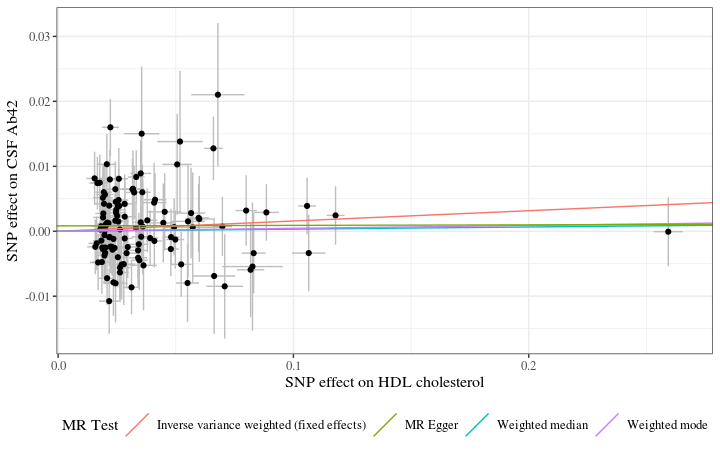 0.03
0.02
0.01
0.00
-0.01
SNP effect on CSF Ab42
0.0
0.1
0.2
SNP effect on HDL cholesterol
MR Test
Inverse variance weighted (fixed effects)
MR Egger
Weighted median
Weighted mode